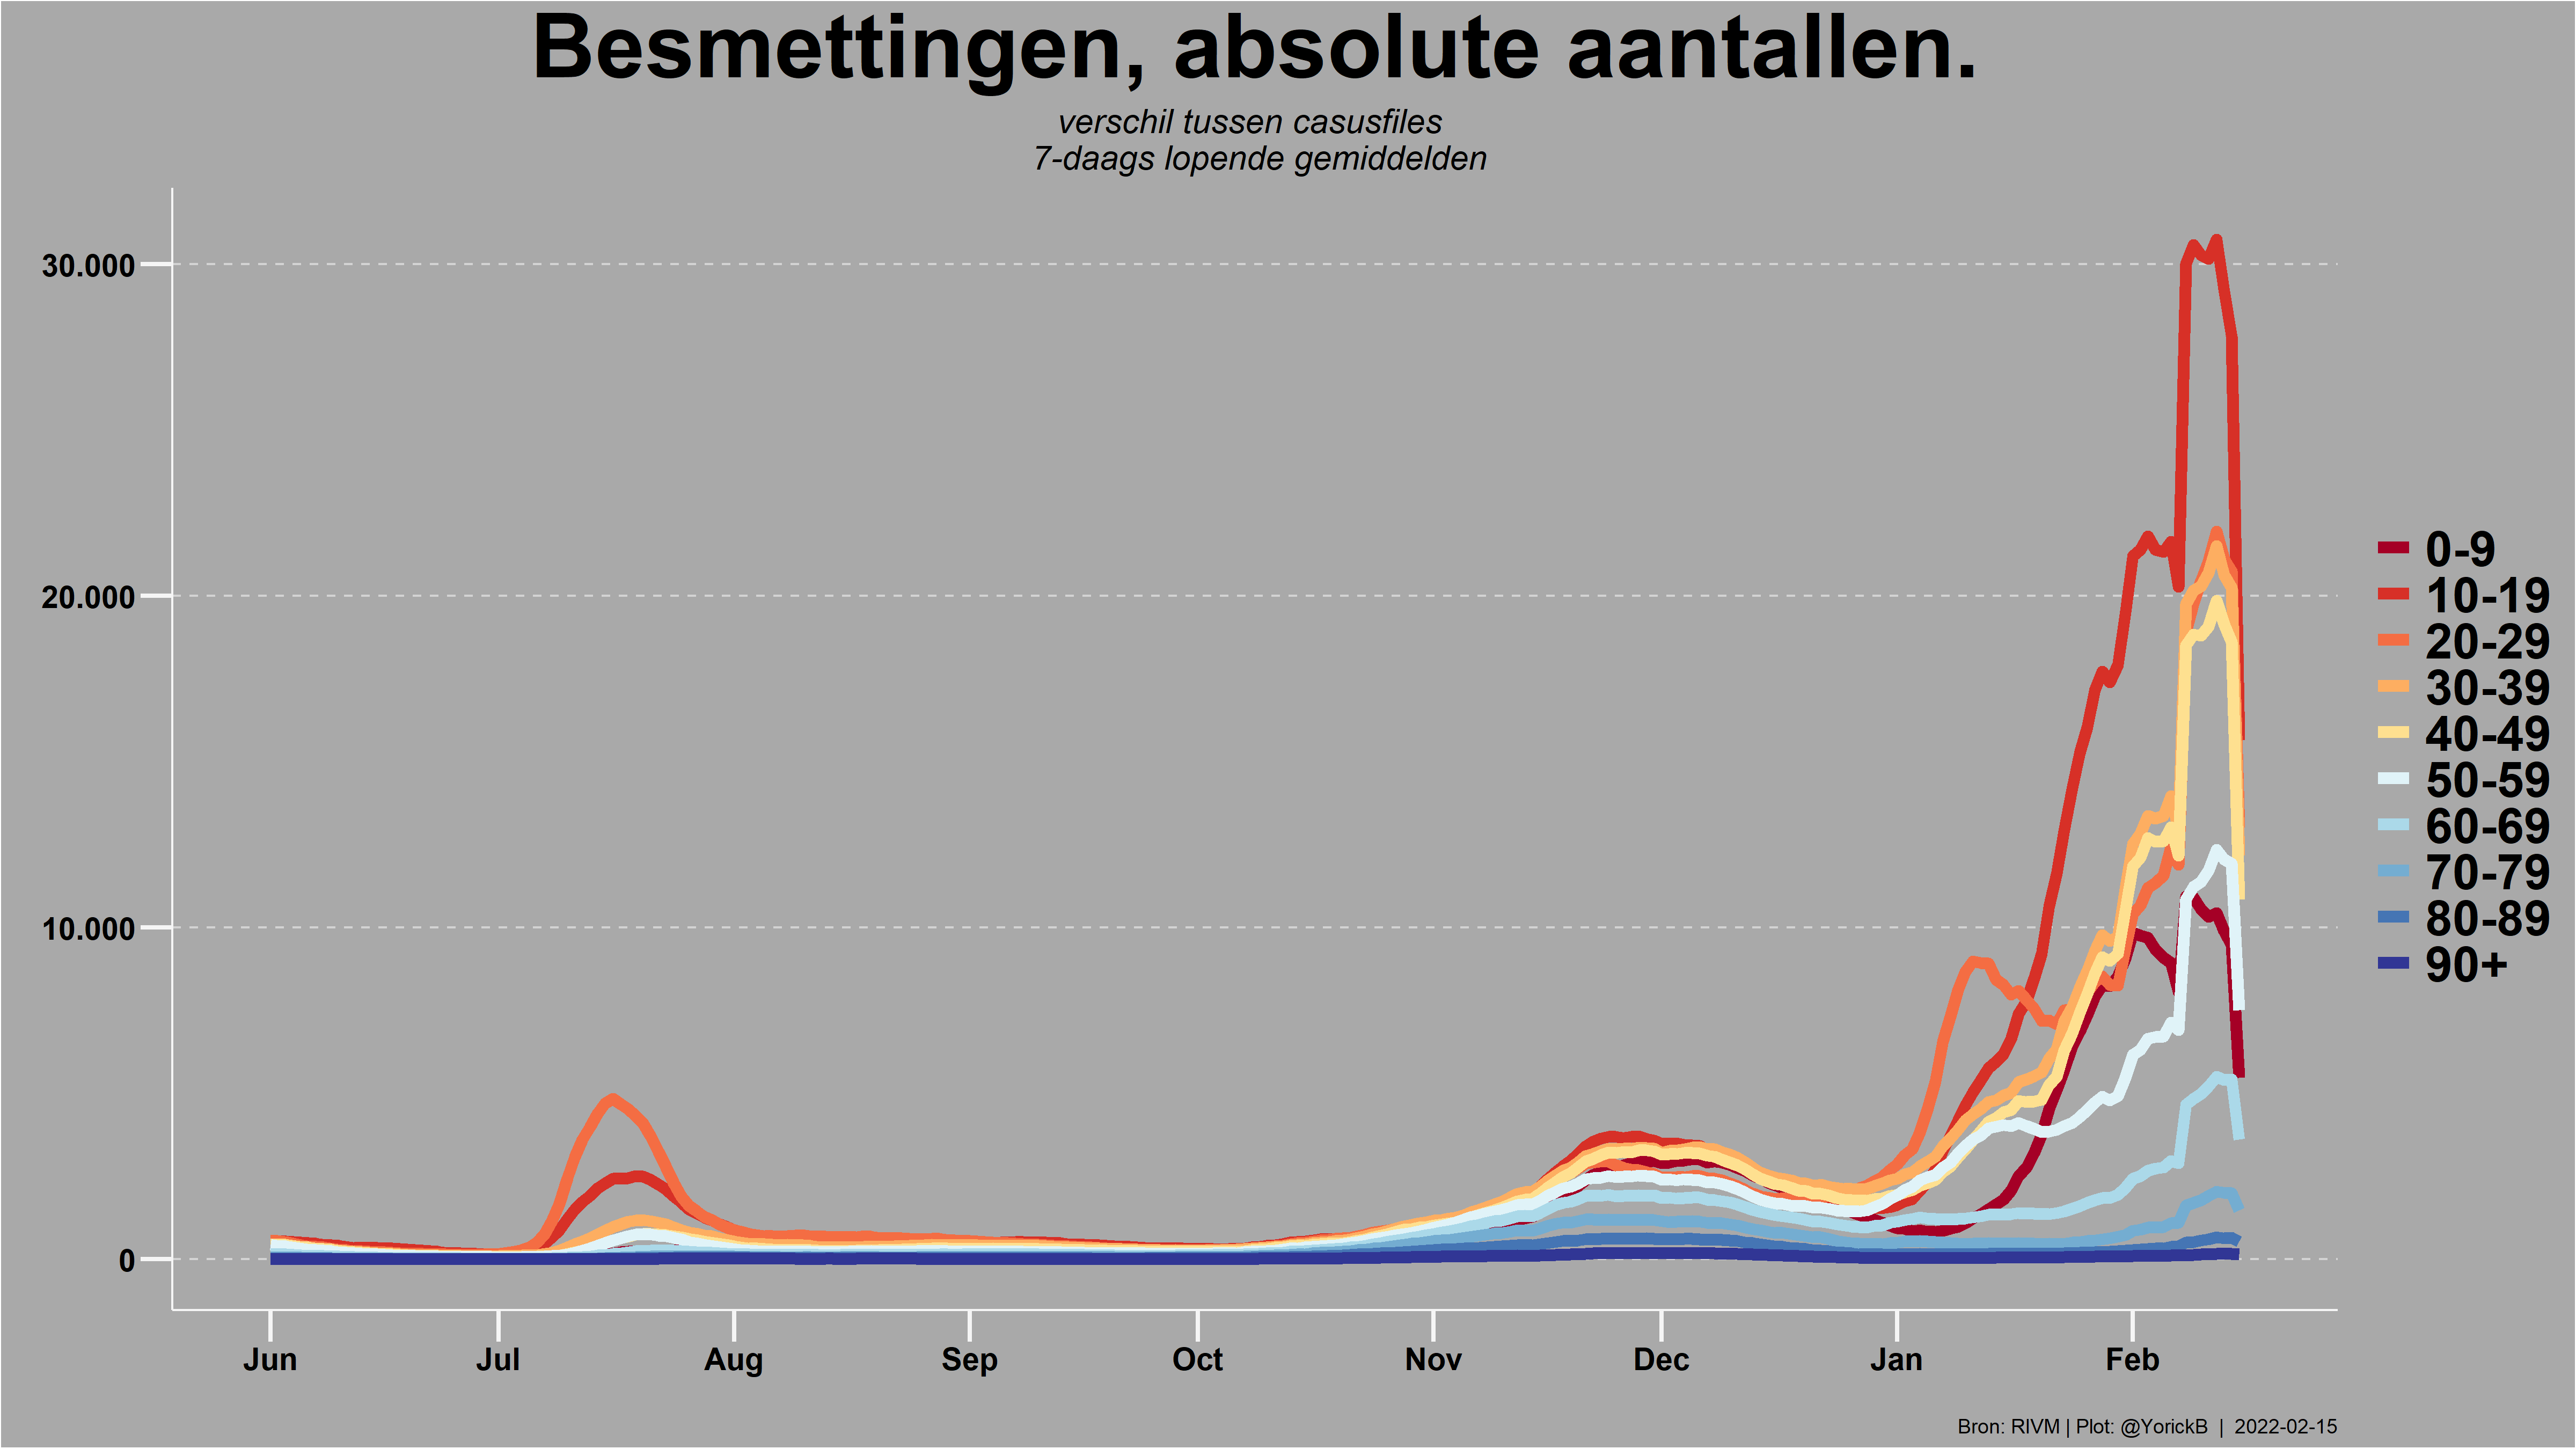 Besmettingen, absolute aantallen.
verschil tussen casusfiles
7-daags lopende gemiddelden
30.000
20.000
10.000
0
Jun Jul Aug Sep Oct Nov Dec Jan Feb
0-9
10-19
20-29
30-39
40-49
50-59
60-69
70-79
80-89
90+
Bron: RIVM | Plot: @YorickB | 2022-02-15